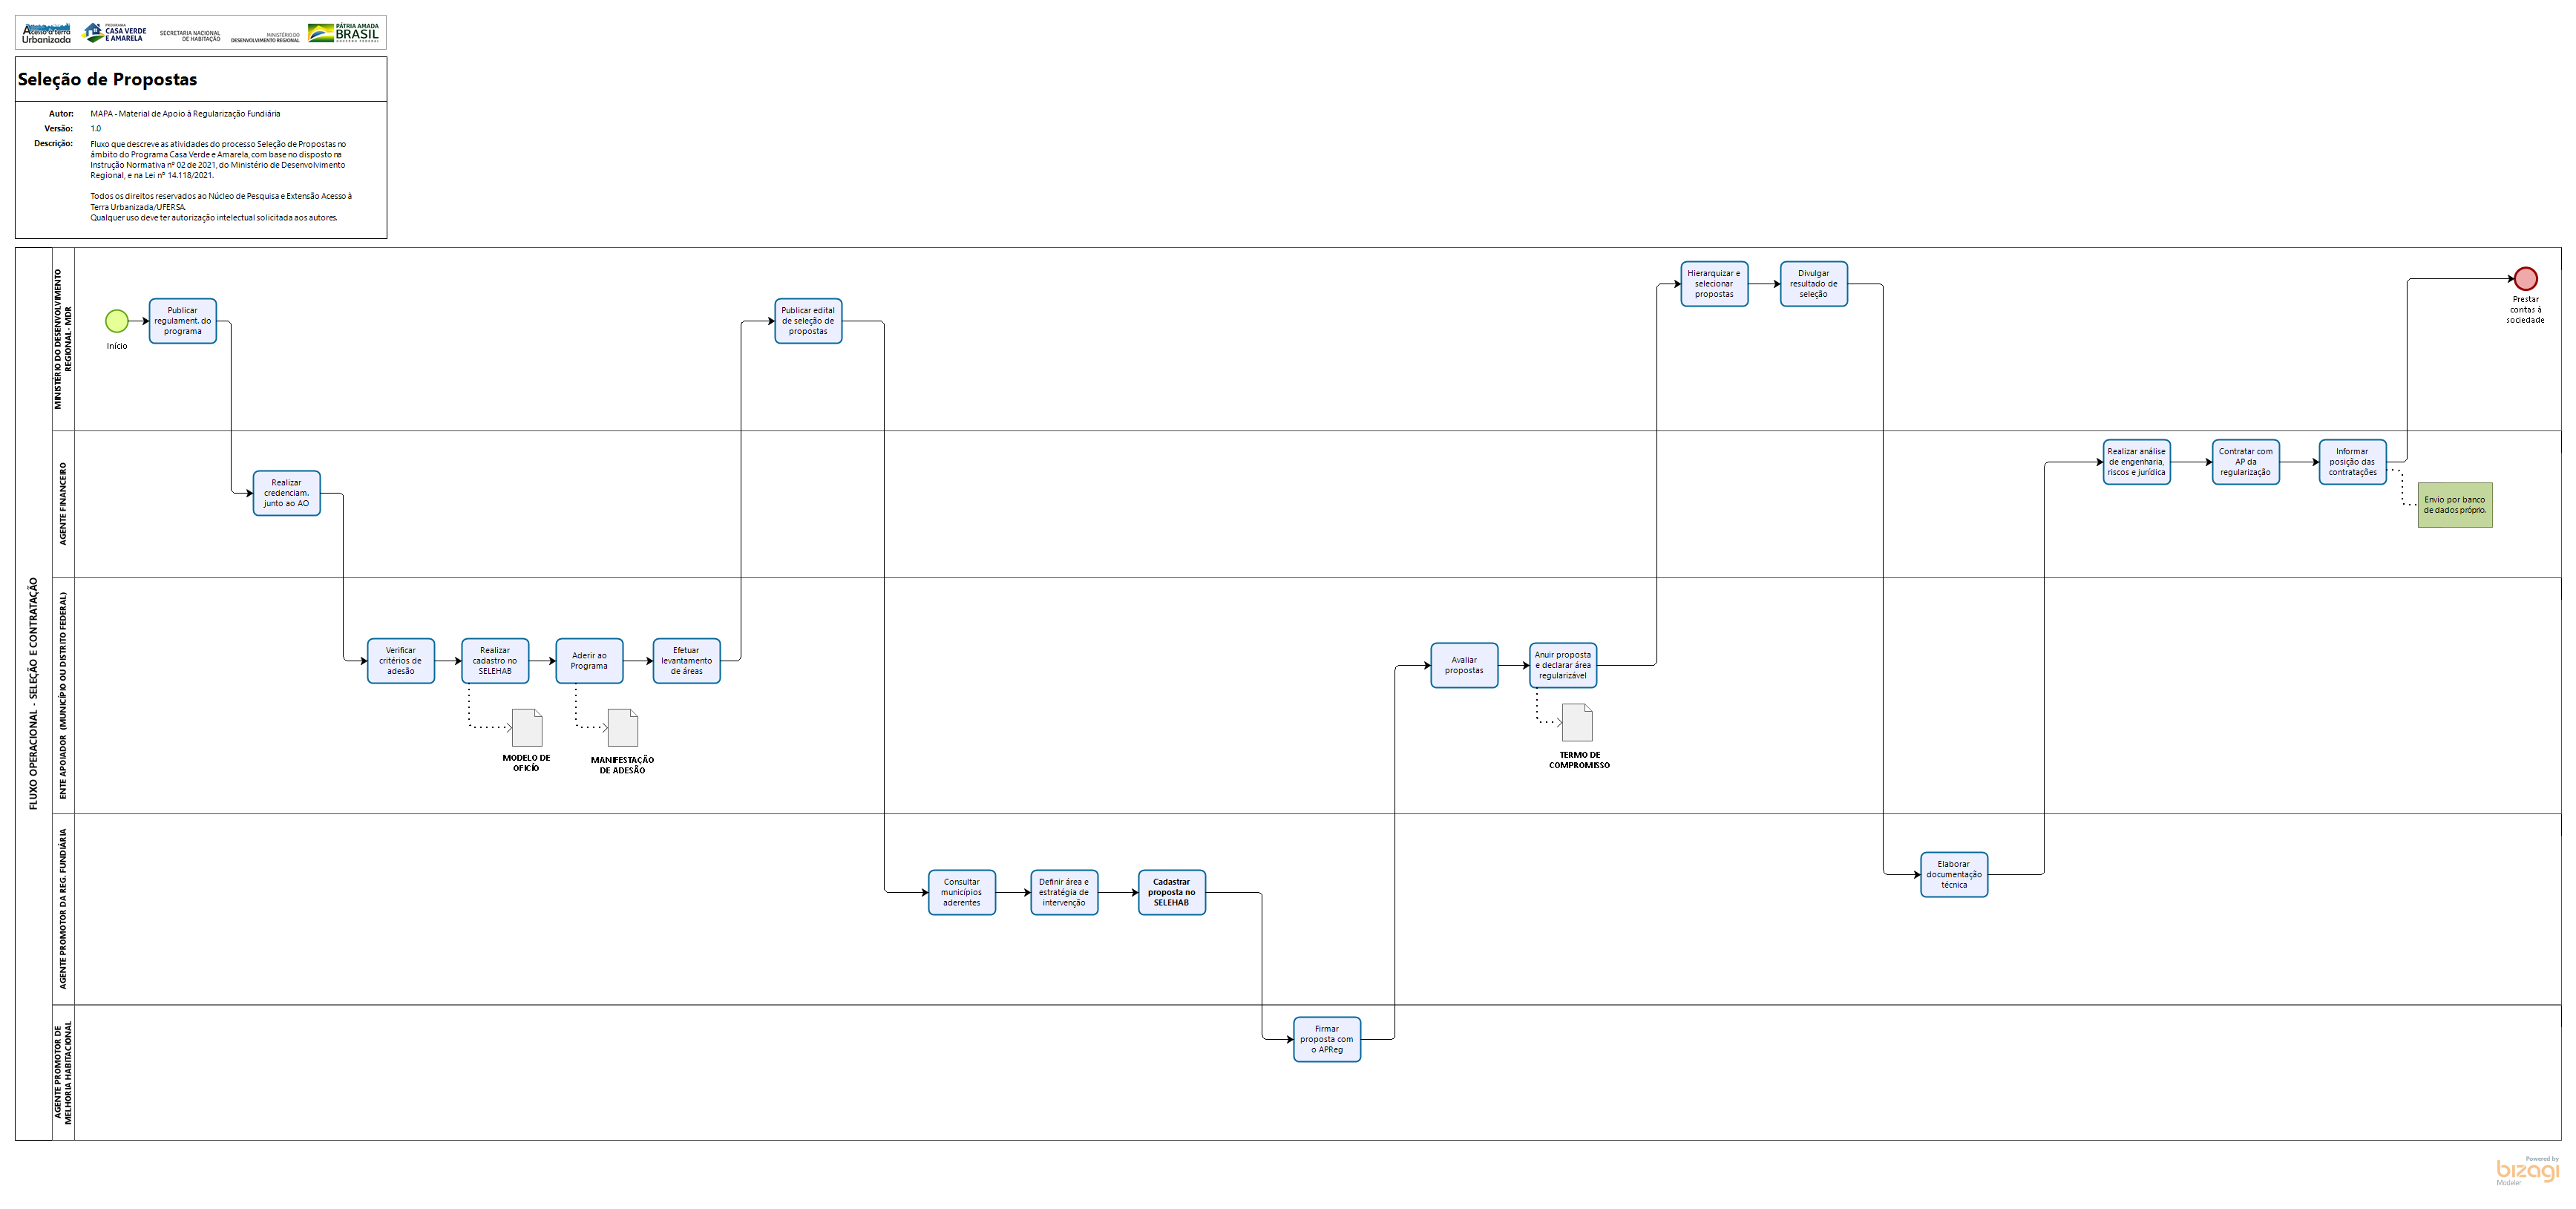 Acesso à terra
Urbanizada
PROGRAMA
CASA VERDE
E AMARELA
SECRETARIA NACIONAL
DE HABITAÇÃO
MINISTÉRIO DO
DESENVOLVIMENTO REGIONAL
PÁTRIA AMADA
BRASIL
GOVERNO FEDERAL
Seleção de Propostas
Autor: MAPA - Material de Apoio à Regularização Fundiária
Versão: 1.0
Descrição: Fluxo que descreve as atividades do processo Seleção de Propostas no
âmbito do Programa Casa Verde e Amarela, com base no disposto na
Instrução Normativa nº 02 de 2021, do Ministério de Desenvolvimento
Regional, e na Lei nº 14.118/2021.
Todos os direitos reservados ao Núcleo de Pesquisa e Extensão Acesso à
Terra Urbanizada/UFERSA.
Qualquer uso deve ter autorização intelectual solicitada aos autores.
FLUXO OPERACIONAL - SELEÇÃO E CONTRATAÇÃO
MINISTÉRIO DO DESENVOLVIMENTO
REGIONAL- MDR
Início
Publicar
regulament. do
programa
Publicar edital
de seleção de
propostas
Hierarquizar e
selecionar
propostas
Divulgar
resultado de
seleção
Prestar
contas à
sociedade
AGENTE FINANCEIRO
Realizar
credenciam.
junto ao AO
Realizar análise
de engenharia,
riscos e jurídica
Contratar com
AP da
regularização
Informar
posição das
contratações
Envio por banco
de dados próprio.
ENTE APOIADOR (MUNICÍPIO OU DISTRITO FEDERAL)
Verificar
critérios de
adesão
Realizar
cadastro no
SELEHAB
Aderir ao
Programa
Efetuar
levantamento
de áreas
MODELO DE
OFICÍO
MANIFESTAÇÃO
DE ADESÃO
Avaliar
propostas
Anuir proposta
e declarar área
regularizável
TERMO DE
COMPROMISSO
AGENTE PROMOTOR DA REG. FUNDIÁRIA
Consultar
municípios
aderentes
Definir área e
estratégia de
intervenção
Cadastrar
proposta no
SELEHAB
Elaborar
documentação
técnica
AGENTE PROMOTOR DE
MELHORIA HABITACIONAL
Firmar
proposta com
o APReg
Powered by
bizagi
Modeler